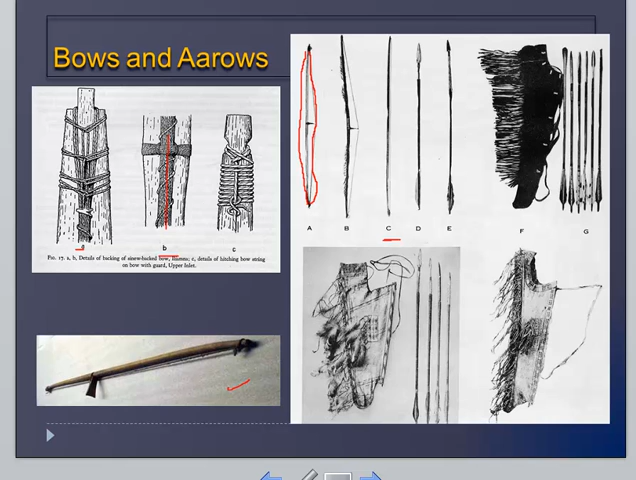 Bows and Aarows
a b c
FIG. 17. a, b, Details of backing of sinew-backed bow, c, details of hitching bow string
on bow with guard, Upper Inlet.
A B C D E F G